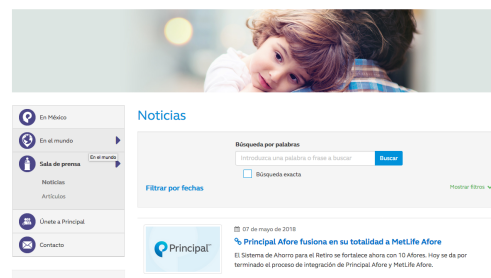 En México
En el mundo
Sala de prensa
En el mundo
Noticias
Artículos
Únete a Principal
Contacto
Noticias
Búsqueda por palabras
Introduzca una palabra o frase a buscar
Buscar
Búsqueda exacta
Filtrar por fechas
Mostrar filtros
Principal
07 de mayo de 2018
Principal Afore fusiona en su totalidad a MetLife Afore
El Sistema de Ahorro para el Retiro se fortalece ahora con 10 Afores. Hoy se da por
terminado el proceso de integración de Principal Afore y MetLife Afore.